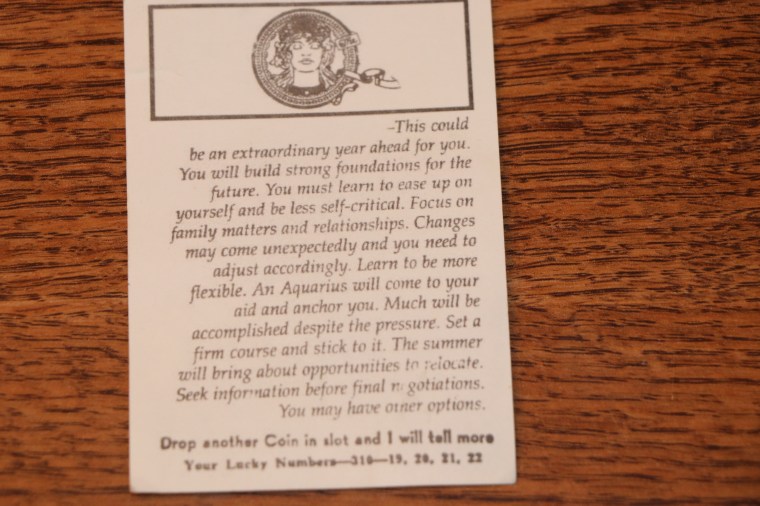 –This could
be an extraordinary year ahead for you.
You will build strong foundations for the
future. You must learn to ease up on
yourself and be less self-critical. Focus on
family matters and relationships. Changes
may come unexpectedly and you need to
adjust accordingly. Learn to be more
flexible. An Aquarius will come to your
aid and anchor you. Much will be
accomplished despite the pressure. Set a
firm course and stick to it. The summer
will bring about opportunities to relocate.
Seek information before final negotiations.
You may have other options.
Drop another Coin in slot and I will tell more
Your Lucky Numbers—310—19, 20, 21, 22